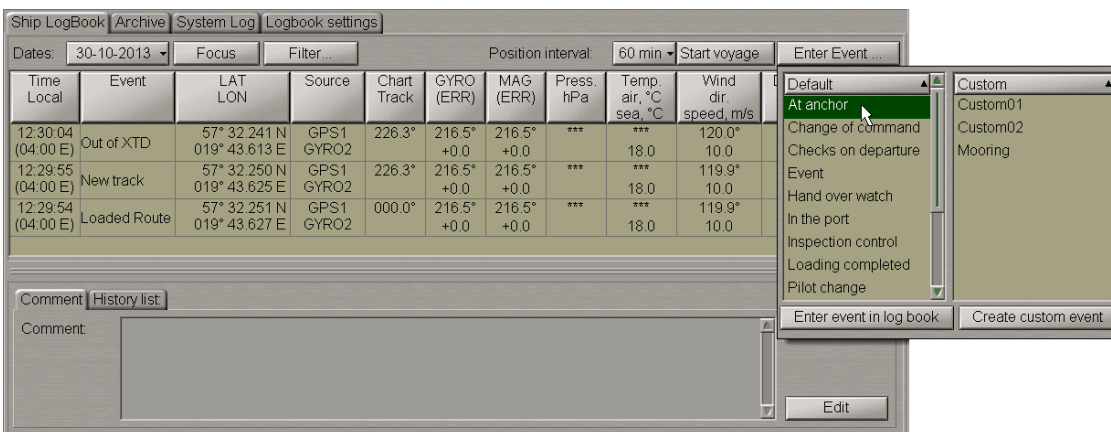 Ship LogBook Archive System Log Logbook settings
Dates: 30-10-2013 Focus Filter... Position interval: 60 min Start voyage Enter Event ...
Time Local Event LAT LON Source Chart Track GYRO (ERR) MAG (ERR) Press. hPa Temp. air, °C sea, °C Wind dir. speed, m/s
12:30:04 Out of XTD 57° 32.241 N GPS1 226.3° 216.5° 216.5° *** *** 120.0°
(04:00 E) 019° 43.613 E GYRO2 +0.0 +0.0 18.0 10.0
12:29:55 New track 57° 32.250 N GPS1 226.3° 216.5° 216.5° *** *** 119.9°
(04:00 E) 019° 43.625 E GYRO2 +0.0 +0.0 18.0 10.0
12:29:54 Loaded Route 57° 32.251 N GPS1 000.0° 216.5° 216.5° *** *** 119.9°
(04:00 E) 019° 43.627 E GYRO2 +0.0 +0.0 18.0 10.0
Default
At anchor
Change of command
Checks on departure
Event
Hand over watch
In the port
Inspection control
Loading completed
Pilot change
Custom
Custom01
Custom02
Mooring
Enter event in log book Create custom event
Comment History list:
Comment:
Edit